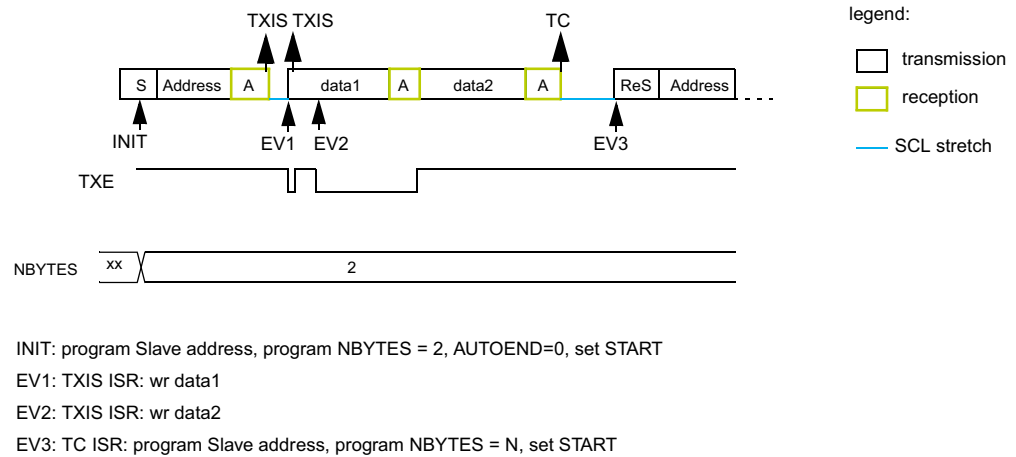 TXIS TXIS TC legend:
transmission
S Address A data1 A data2 A ReS Address
reception
INIT EV1 EV2 EV3 SCL stretch
TXE
NBYTES xx 2
INIT: program Slave address, program NBYTES = 2, AUTOEND=0, set START
EV1: TXIS ISR: wr data1
EV2: TXIS ISR: wr data2
EV3: TC ISR: program Slave address, program NBYTES = N, set START